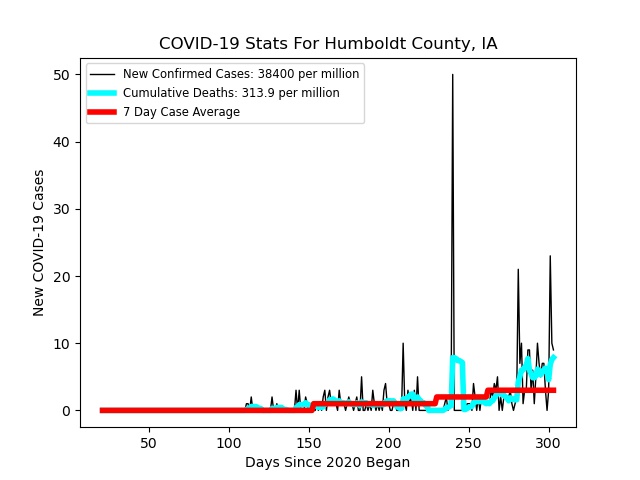 COVID-19 Stats For Humboldt County, IA
New Confirmed Cases: 38400 per million
Cumulative Deaths: 313.9 per million
7 Day Case Average
New COVID-19 Cases
50
40
30
20
10
0
50 100 150 200 250 300
Days Since 2020 Began